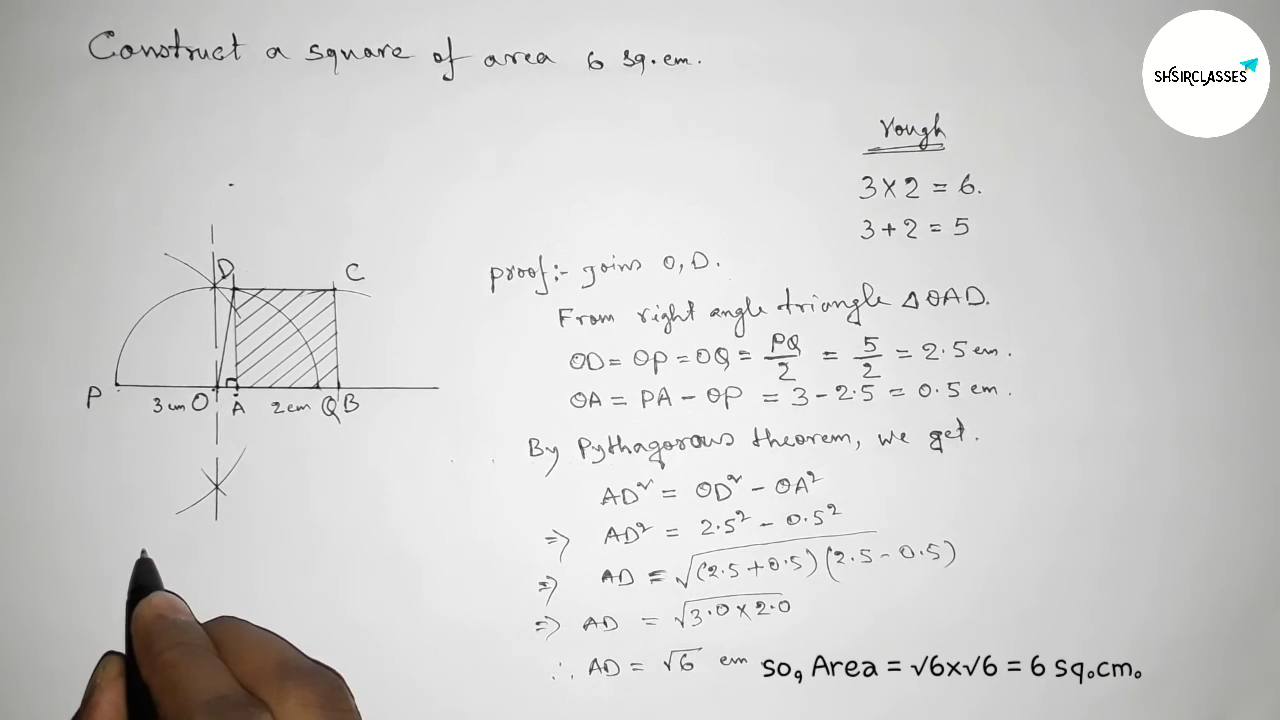 Construct a square of area 6 sq.cm.
SHSIRCLASSES
rough
3 × 2 = 6.
3 + 2 = 5
D C
P 3 cm O A 2 cm Q B
proof:- joins O, D.
From right angle triangle △OAD.
OD = OP = OQ = PQ/2 = 5/2 = 2.5 cm.
OA = PA - OP = 3 - 2.5 = 0.5 cm.
By Pythagorous theorem, we get.
AD² = OD² - OA²
⇒ AD² = 2.5² - 0.5²
⇒ AD = √(2.5 + 0.5) (2.5 - 0.5)
⇒ AD = √3.0 × 2.0
∴ AD = √6 cm so, Area = √6x√6 = 6 sq.cm.